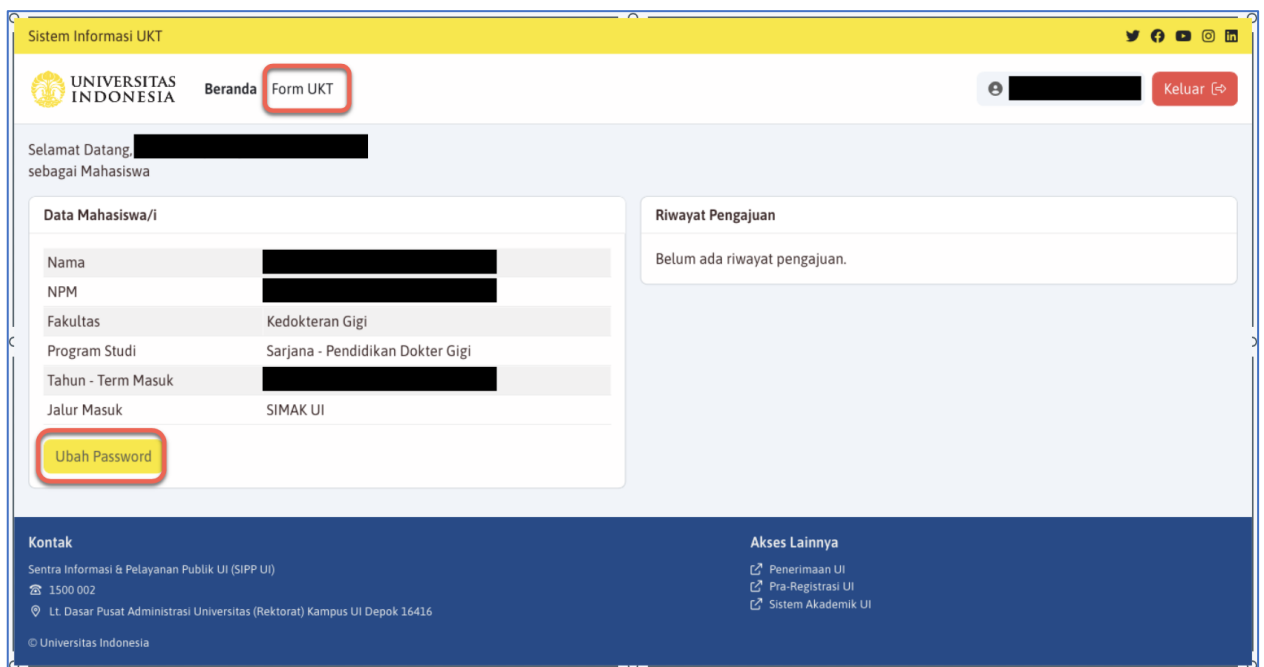 Sistem Informasi UKT
UNIVERSITAS
INDONESIA
Beranda Form UKT
Keluar
Selamat Datang,
sebagai Mahasiswa
Data Mahasiswa/i
Nama
NPM
Fakultas Kedokteran Gigi
Program Studi Sarjana - Pendidikan Dokter Gigi
Tahun - Term Masuk
Jalur Masuk SIMAK UI
Ubah Password
Riwayat Pengajuan
Belum ada riwayat pengajuan.
Kontak
Sentra Informasi & Pelayanan Publik UI (SIPP UI)
1500 002
Lt. Dasar Pusat Administrasi Universitas (Rektorat) Kampus UI Depok 16416
© Universitas Indonesia
Akses Lainnya
Penerimaan UI
Pra-Registrasi UI
Sistem Akademik UI